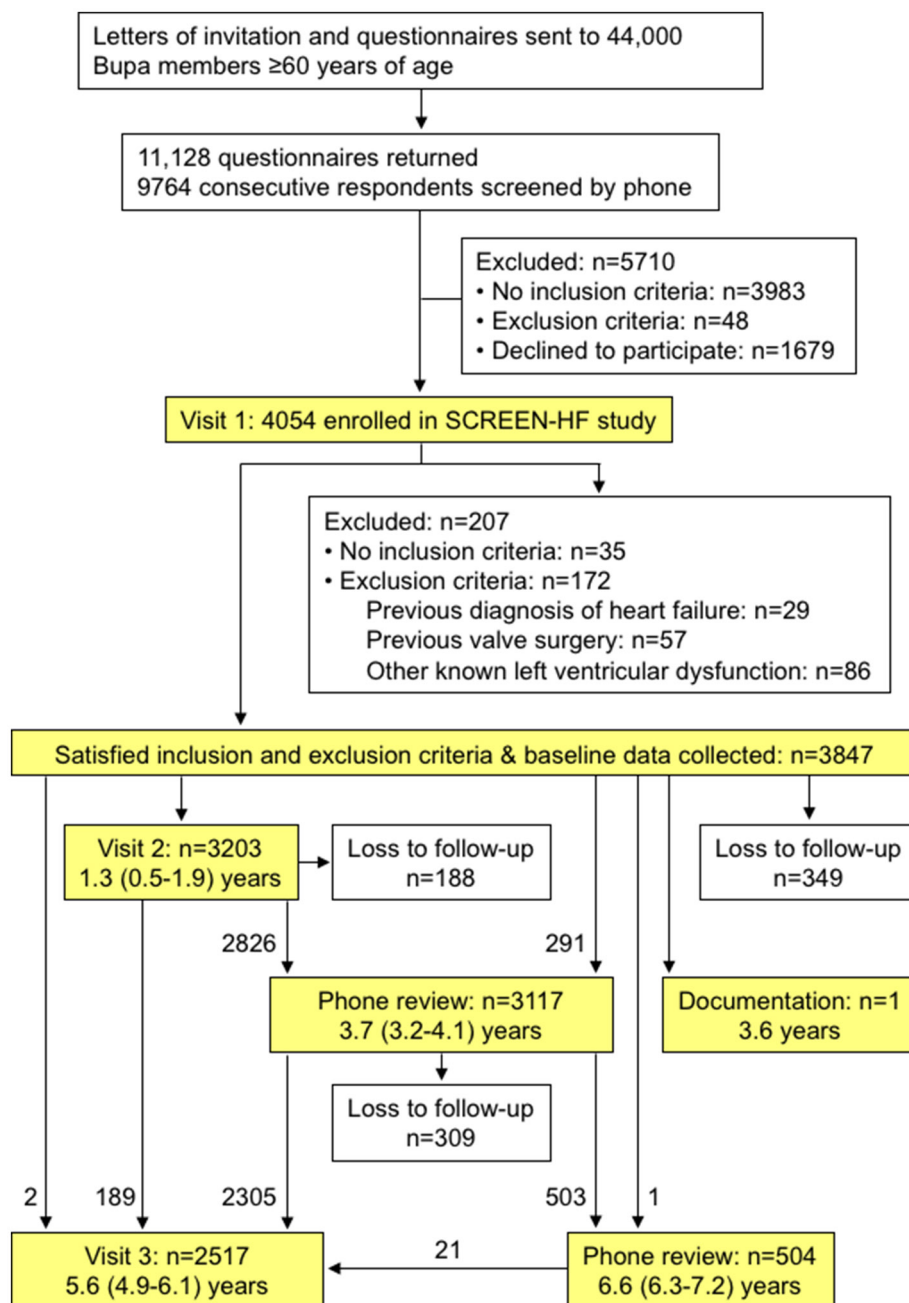 Letters of invitation and questionnaires sent to 44,000
Bupa members ≥60 years of age
11,128 questionnaires returned
9764 consecutive respondents screened by phone
Excluded: n=5710
• No inclusion criteria: n=3983
• Exclusion criteria: n=48
• Declined to participate: n=1679
Visit 1: 4054 enrolled in SCREEN-HF study
Excluded: n=207
• No inclusion criteria: n=35
• Exclusion criteria: n=172
Previous diagnosis of heart failure: n=29
Previous valve surgery: n=57
Other known left ventricular dysfunction: n=86
Satisfied inclusion and exclusion criteria & baseline data collected: n=3847
Visit 2: n=3203
1.3 (0.5-1.9) years
Loss to follow-up
n=188
Loss to follow-up
n=349
2826
291
Phone review: n=3117
3.7 (3.2-4.1) years
Documentation: n=1
3.6 years
Loss to follow-up
n=309
2
189
2305
503
1
Visit 3: n=2517
5.6 (4.9-6.1) years
21
Phone review: n=504
6.6 (6.3-7.2) years